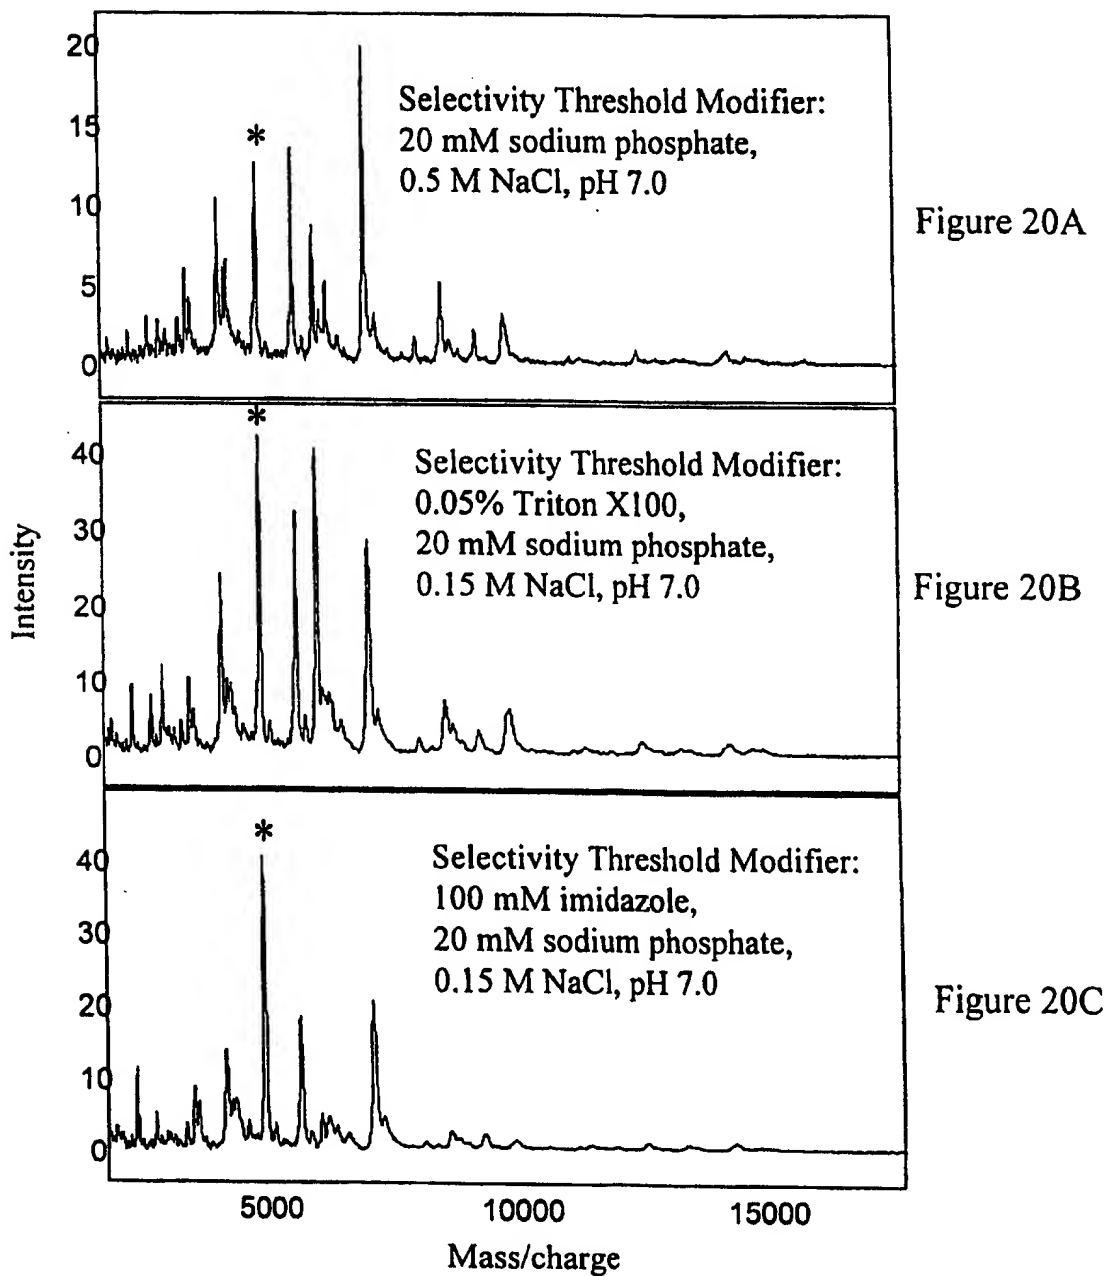 20
15
10
5
0
*
Selectivity Threshold Modifier:
20 mM sodium phosphate,
0.5 M NaCl, pH 7.0
Figure 20A
40
30
20
10
0
*
Selectivity Threshold Modifier:
0.05% Triton X100,
20 mM sodium phosphate,
0.15 M NaCl, pH 7.0
Figure 20B
Intensity
40
30
20
10
0
*
Selectivity Threshold Modifier:
100 mM imidazole,
20 mM sodium phosphate,
0.15 M NaCl, pH 7.0
Figure 20C
5000 10000 15000
Mass/charge